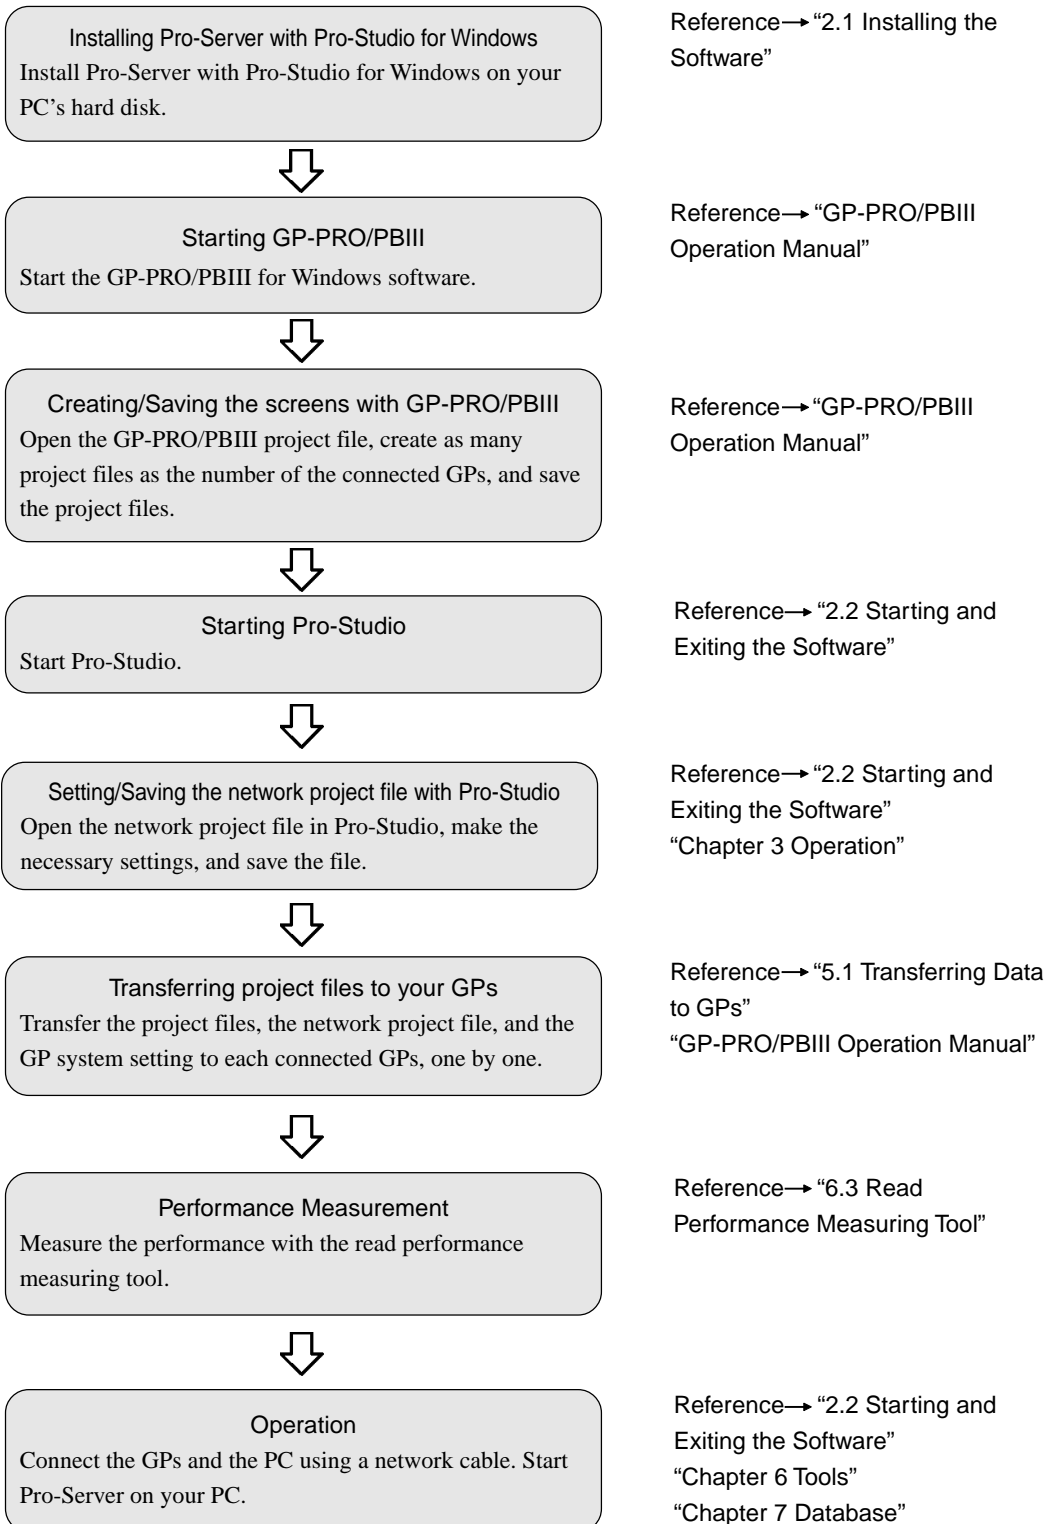 Installing Pro-Server with Pro-Studio for Windows
Install Pro-Server with Pro-Studio for Windows on your
PC’s hard disk.
Reference→ “2.1 Installing the
Software”
Starting GP-PRO/PBIII
Start the GP-PRO/PBIII for Windows software.
Reference→ “GP-PRO/PBIII
Operation Manual”
Creating/Saving the screens with GP-PRO/PBIII
Open the GP-PRO/PBIII project file, create as many
project files as the number of the connected GPs, and save
the project files.
Reference→ “GP-PRO/PBIII
Operation Manual”
Starting Pro-Studio
Start Pro-Studio.
Reference→ “2.2 Starting and
Exiting the Software”
Setting/Saving the network project file with Pro-Studio
Open the network project file in Pro-Studio, make the
necessary settings, and save the file.
Reference→ “2.2 Starting and
Exiting the Software”
“Chapter 3 Operation”
Transferring project files to your GPs
Transfer the project files, the network project file, and the
GP system setting to each connected GPs, one by one.
Reference→ “5.1 Transferring Data
to GPs”
“GP-PRO/PBIII Operation Manual”
Performance Measurement
Measure the performance with the read performance
measuring tool.
Reference→ “6.3 Read
Performance Measuring Tool”
Operation
Connect the GPs and the PC using a network cable. Start
Pro-Server on your PC.
Reference→ “2.2 Starting and
Exiting the Software”
“Chapter 6 Tools”
“Chapter 7 Database”